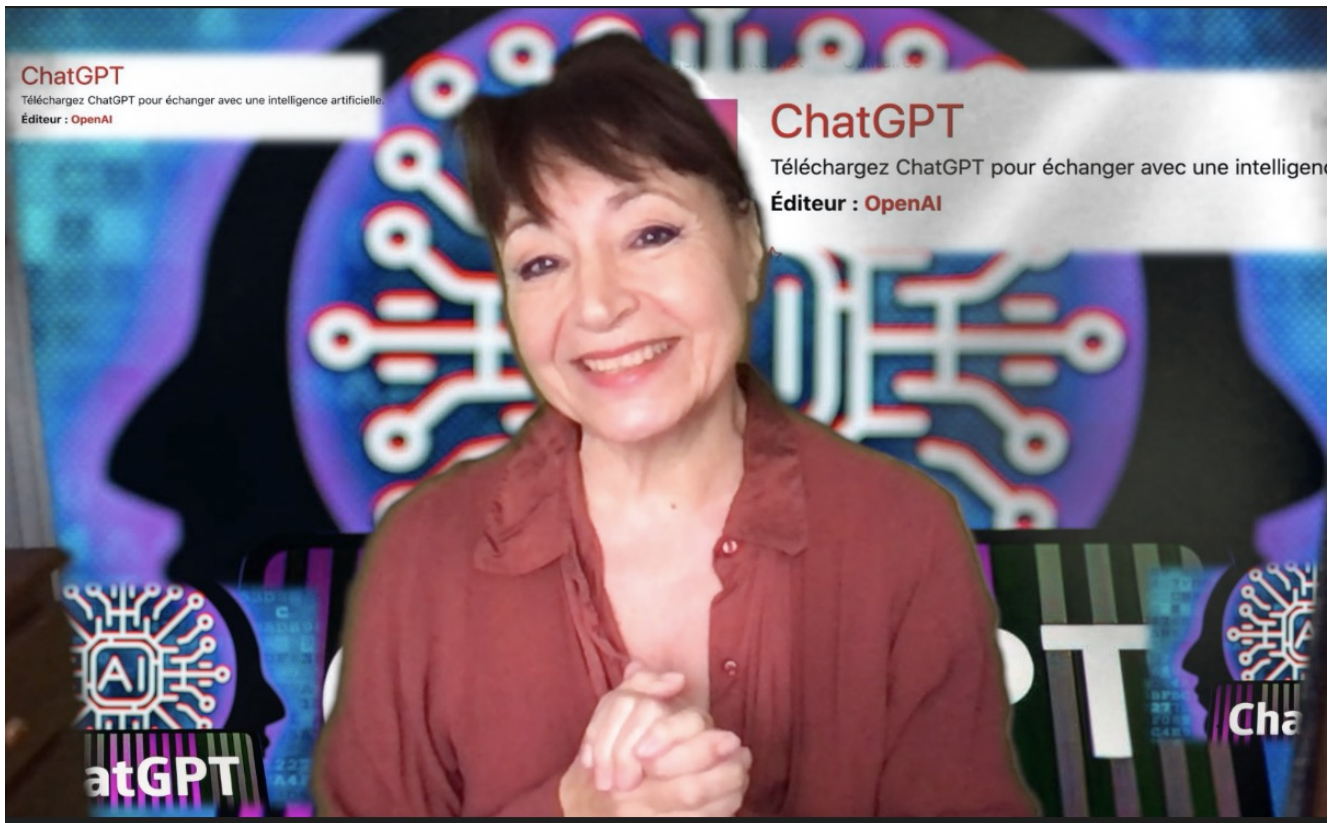 ChatGPT
Téléchargez ChatGPT pour échanger avec une intelligence artificielle.
Éditeur : OpenAI
ChatGPT
Téléchargez ChatGPT pour échanger avec une
Éditeur : OpenAI
AI
atGPT
PT
Cha